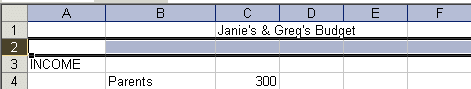 A B C D E F
1 Janie's & Greg's Budget
2
3 INCOME
4 Parents 300